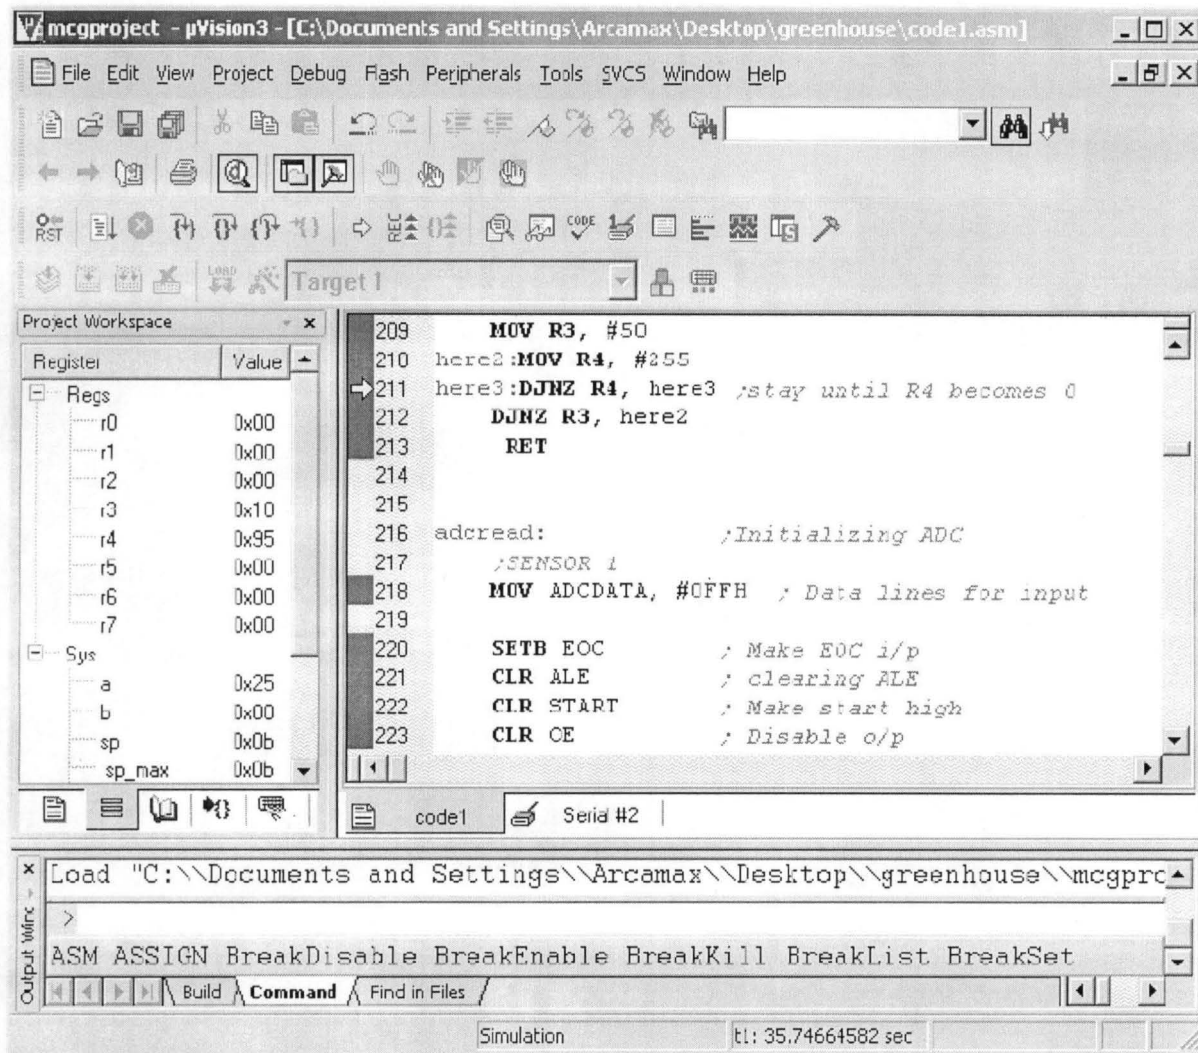 mcgproject - µVision3 - [C:\Documents and Settings\Arcamax\Desktop\greenhouse\code1.asm]
File Edit View Project Debug Flash Peripherals Tools SVCS Window Help
RST
CODE
LOAD
Target 1
Project Workspace
Register Value
Regs
r0 0x00
r1 0x00
r2 0x00
r3 0x10
r4 0x95
r5 0x00
r6 0x00
r7 0x00
Sys
a 0x25
b 0x00
sp 0x0b
sp_max 0x0b
209 MOV R3, #50
210 here2:MOV R4, #255
211 here3:DJNZ R4, here3 ;stay until R4 becomes 0
212 DJNZ R3, here2
213 RET
214
215
216 adcread: ;Initializing ADC
217 ;SENSOR 1
218 MOV ADCDATA, #0FFH ; Data lines for input
219
220 SETB EOC ; Make EOC i/p
221 CLR ALE ; clearing ALE
222 CLR START ; Make start high
223 CLR OE ; Disable o/p
code1 Serial #2
Load "C:\\Documents and Settings\\Arcamax\\Desktop\\greenhouse\\mcgpro
>
ASM ASSIGN BreakDisable BreakEnable BreakKill BreakList BreakSet
Output Winc
Build Command Find in Files
Simulation t1: 35.74664582 sec